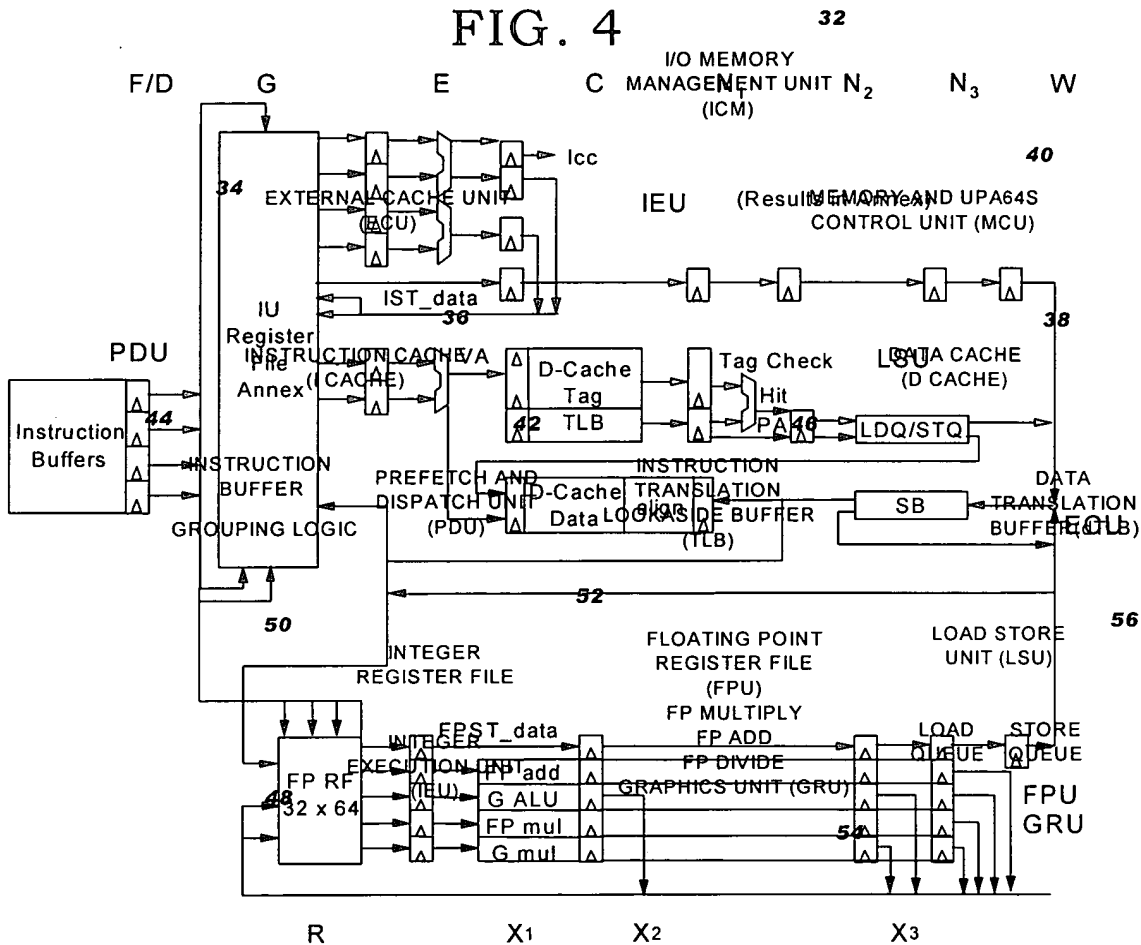 FIG. 4
32
I/O MEMORY
MANAGEMENT UNIT
(ICM)
F/D G E C N1 N2 N3 W
Icc
40
34
EXTERNAL CACHE UNIT
(ECU)
IEU
(Results in Annex)
MEMORY AND UPA64S
CONTROL UNIT (MCU)
IST_data
36
38
IU
Register
File
Annex
PDU
INSTRUCTION CACHE
(I CACHE)
VA
D-Cache
Tag
TLB
42
Tag Check
Hit
PA
46
LSU
DATA CACHE
(D CACHE)
LDQ/STQ
44
Instruction
Buffers
INSTRUCTION
BUFFER
GROUPING LOGIC
PREFETCH AND
DISPATCH UNIT
(PDU)
D-Cache
Data
align
INSTRUCTION
TRANSLATION
LOOKASIDE BUFFER
(TLB)
SB
DATA
TRANSLATION
BUFFER (dTLB)
ECU
52
50
56
INTEGER
REGISTER FILE
FLOATING POINT
REGISTER FILE
(FPU)
FP MULTIPLY
FP ADD
FP DIVIDE
GRAPHICS UNIT (GRU)
LOAD STORE
UNIT (LSU)
FPST_data
INTEGER
EXECUTION UNIT
(IEU)
LOAD
QUEUE
STORE
QUEUE
FP RF
32 x 64
48
FP add
G ALU
FP mul
G mul
54
FPU
GRU
R X1 X2 X3